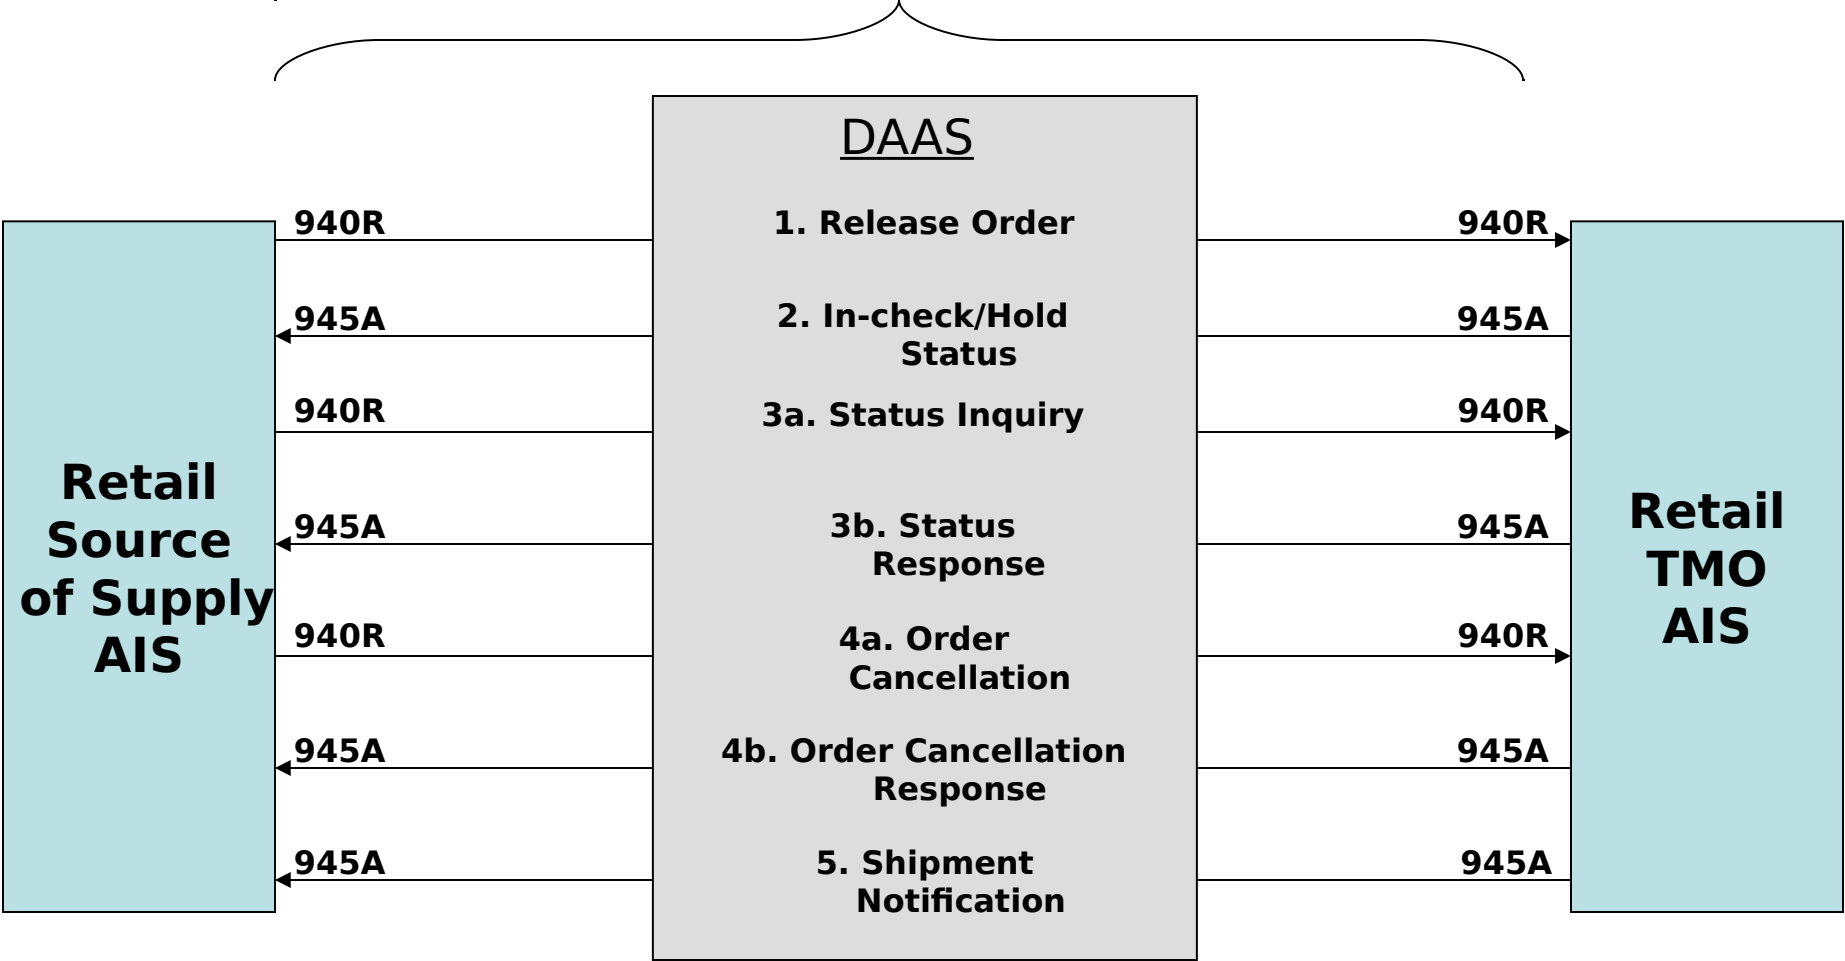 DAAS
940R
1. Release Order
940R
945A
2. In-check/Hold
Status
945A
940R
3a. Status Inquiry
940R
945A
3b. Status
Response
945A
940R
4a. Order
Cancellation
940R
945A
4b. Order Cancellation
Response
945A
945A
5. Shipment
Notification
945A
Retail
Source
of Supply
AIS
Retail
TMO
AIS